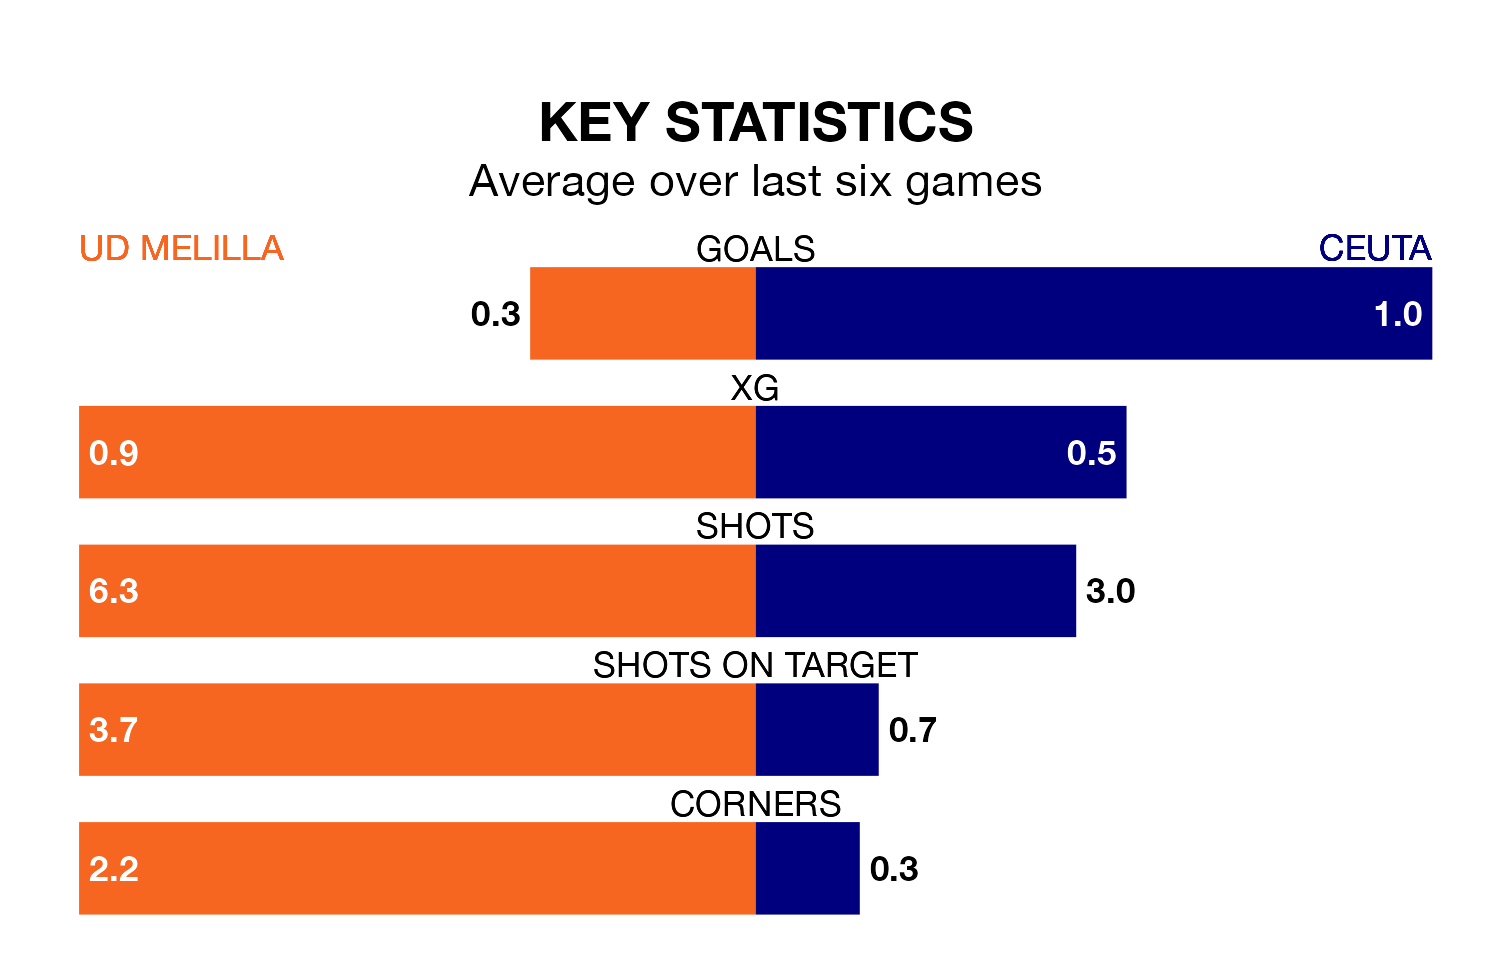 KEY STATISTICS
Average over last six games
UD MELILLA
GOALS
CEUTA
0.3
1.0
XG
0.9
0.5
SHOTS
6.3
3.0
SHOTS ON TARGET
3.7
0.7
CORNERS
2.2
0.3